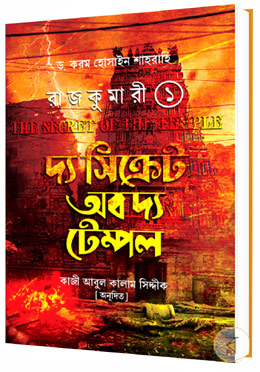 ড. করম হোসাইন শাহরাহি
রাজকুমারী ১
THE SECRET OF THE TEMPLE
দ্য সিক্রেট
অব দ্য
টেম্পল
কাজী আবুল কালাম সিদ্দীক
[অনূদিত]